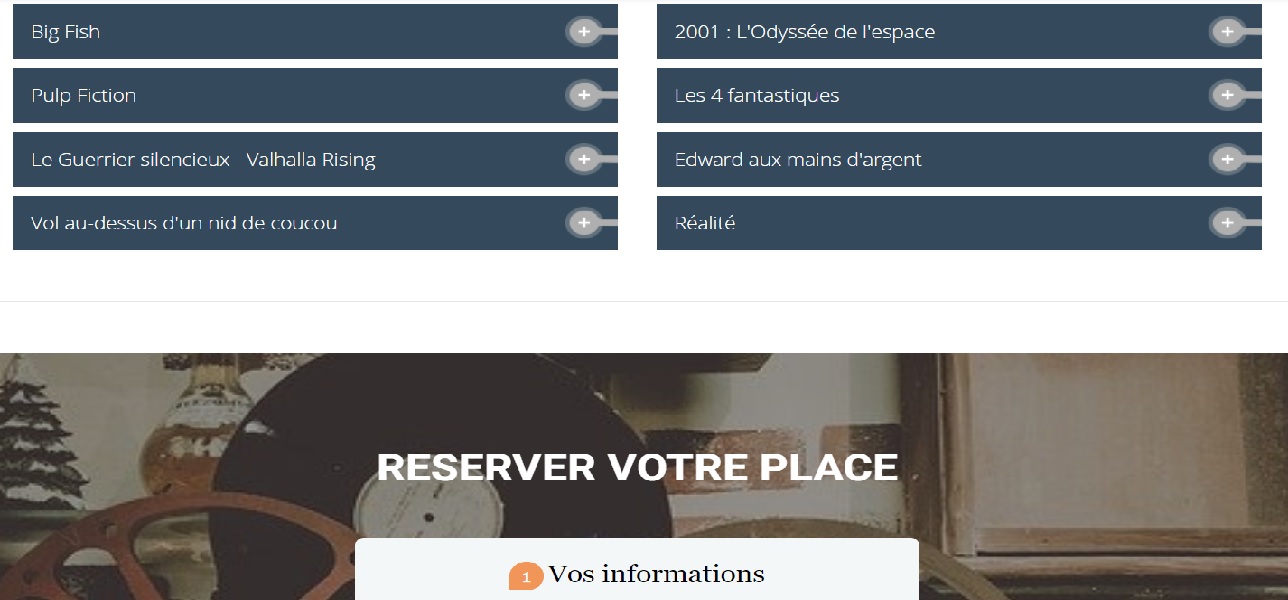 Big Fish
2001 : L'Odyssée de l'espace
Pulp Fiction
Les 4 fantastiques
Le Guerrier silencieux Valhalla Rising
Edward aux mains d'argent
Vol au-dessus d'un nid de coucou
Réalité
RESERVER VOTRE PLACE
1 Vos informations